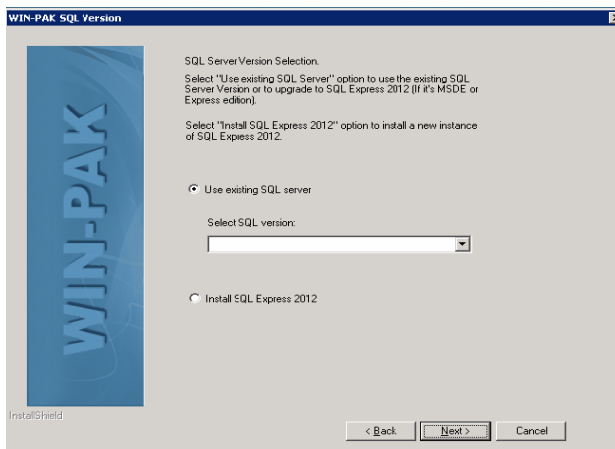 WIN-PAK SQL Version
SQL Server Version Selection.
Select "Use existing SQL Server" option to use the existing SQL
Server Version or to upgrade to SQL Express 2012 (If it's MSDE or
Express edition).
Select "Install SQL Express 2012" option to install a new instance
of SQL Express 2012.
WIN-PAK
Use existing SQL server
Select SQL version:
Install SQL Express 2012
InstallShield
< Back
Next >
Cancel